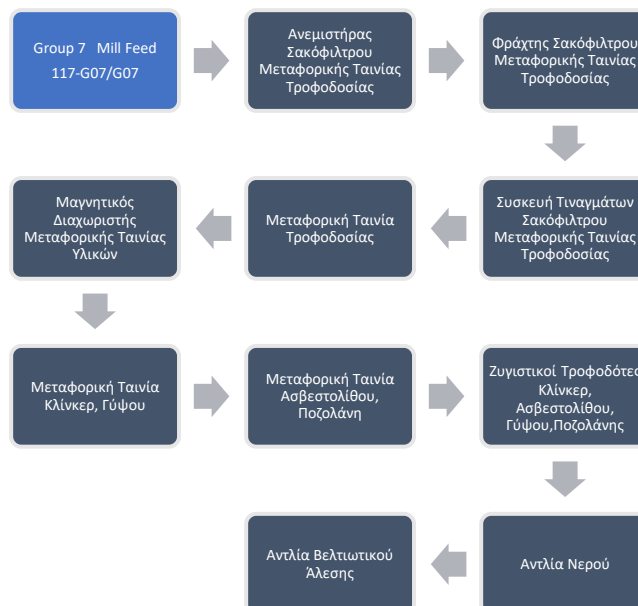 Group 7 Mill Feed
117-G07/G07
Ανεμιστήρας
Σακόφιλτρου
Μεταφορικής Ταινίας
Τροφοδοσίας
Φράχτης Σακόφιλτρου
Μεταφορικής Ταινίας
Τροφοδοσίας
Συσκευή Τιναγμάτων
Σακόφιλτρου
Μεταφορικής Ταινίας
Τροφοδοσίας
Μεταφορική Ταινία
Τροφοδοσίας
Μαγνητικός
Διαχωριστής
Μεταφορικής Ταινίας
Υλικών
Μεταφορική Ταινία
Κλίνκερ, Γύψου
Μεταφορική Ταινία
Ασβεστολίθου,
Ποζολάνη
Ζυγιστικοί Τροφοδότες
Κλίνκερ,
Ασβεστολίθου,
Γύψου,Ποζολάνης
Αντλία Νερού
Αντλία Βελτιωτικού
Άλεσης